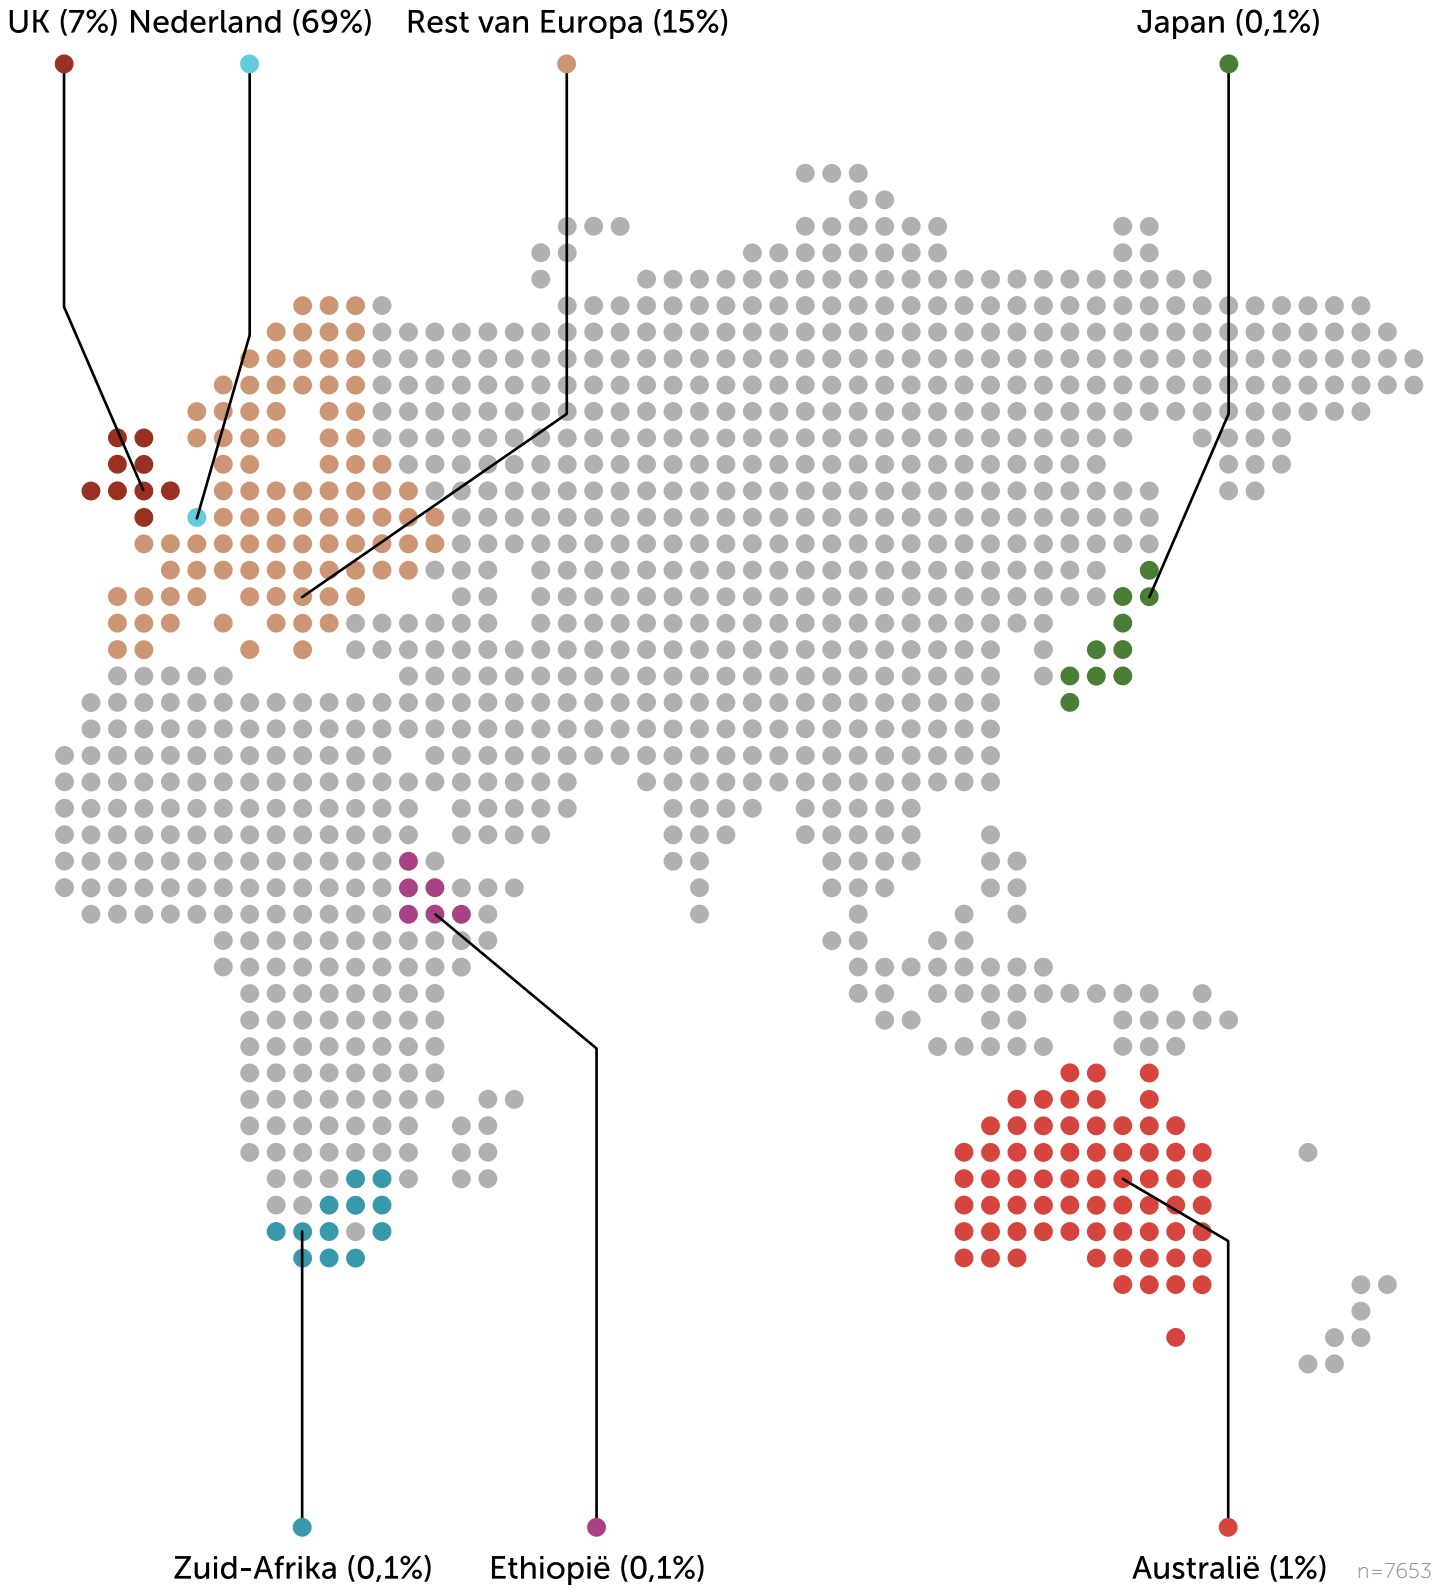 UK (7%) Nederland (69%) Rest van Europa (15%) Japan (0,1%)
Zuid-Afrika (0,1%) Ethiopië (0,1%) Australië (1%) n=7653